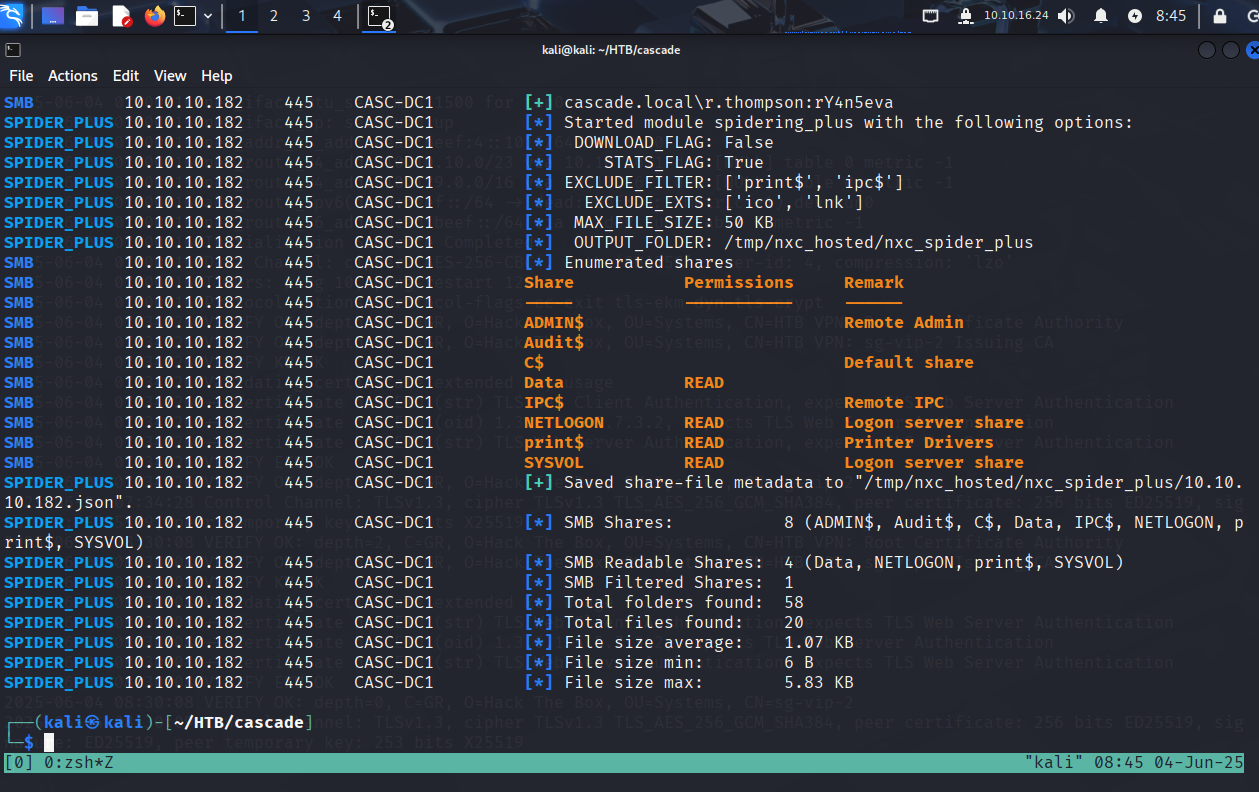 1 2 3 4 2 10.10.16.24 8:45
kali@kali: ~/HTB/cascade
File Actions Edit View Help
SMB 10.10.10.182 445 CASC-DC1 [+] cascade.local\r.thompson:rY4n5eva
SPIDER_PLUS 10.10.10.182 445 CASC-DC1 [*] Started module spidering_plus with the following options:
SPIDER_PLUS 10.10.10.182 445 CASC-DC1 [*] DOWNLOAD_FLAG: False
SPIDER_PLUS 10.10.10.182 445 CASC-DC1 [*] STATS_FLAG: True
SPIDER_PLUS 10.10.10.182 445 CASC-DC1 [*] EXCLUDE_FILTER: ['print$', 'ipc$']
SPIDER_PLUS 10.10.10.182 445 CASC-DC1 [*] EXCLUDE_EXTS: ['ico', 'lnk']
SPIDER_PLUS 10.10.10.182 445 CASC-DC1 [*] MAX_FILE_SIZE: 50 KB
SPIDER_PLUS 10.10.10.182 445 CASC-DC1 [*] OUTPUT_FOLDER: /tmp/nxc_hosted/nxc_spider_plus
SMB 10.10.10.182 445 CASC-DC1 [*] Enumerated shares
SMB 10.10.10.182 445 CASC-DC1 Share Permissions Remark
SMB 10.10.10.182 445 CASC-DC1 ----- ----------- ------
SMB 10.10.10.182 445 CASC-DC1 ADMIN$ Remote Admin
SMB 10.10.10.182 445 CASC-DC1 Audit$
SMB 10.10.10.182 445 CASC-DC1 C$ Default share
SMB 10.10.10.182 445 CASC-DC1 Data READ
SMB 10.10.10.182 445 CASC-DC1 IPC$ Remote IPC
SMB 10.10.10.182 445 CASC-DC1 NETLOGON READ Logon server share
SMB 10.10.10.182 445 CASC-DC1 print$ READ Printer Drivers
SMB 10.10.10.182 445 CASC-DC1 SYSVOL READ Logon server share
SPIDER_PLUS 10.10.10.182 445 CASC-DC1 [+] Saved share-file metadata to "/tmp/nxc_hosted/nxc_spider_plus/10.10.
10.182.json".
SPIDER_PLUS 10.10.10.182 445 CASC-DC1 [*] SMB Shares: 8 (ADMIN$, Audit$, C$, Data, IPC$, NETLOGON, p
rint$, SYSVOL)
SPIDER_PLUS 10.10.10.182 445 CASC-DC1 [*] SMB Readable Shares: 4 (Data, NETLOGON, print$, SYSVOL)
SPIDER_PLUS 10.10.10.182 445 CASC-DC1 [*] SMB Filtered Shares: 1
SPIDER_PLUS 10.10.10.182 445 CASC-DC1 [*] Total folders found: 58
SPIDER_PLUS 10.10.10.182 445 CASC-DC1 [*] Total files found: 20
SPIDER_PLUS 10.10.10.182 445 CASC-DC1 [*] File size average: 1.07 KB
SPIDER_PLUS 10.10.10.182 445 CASC-DC1 [*] File size min: 6 B
SPIDER_PLUS 10.10.10.182 445 CASC-DC1 [*] File size max: 5.83 KB
┌──(kali㉿kali)-[~/HTB/cascade]
└─$
[0] 0:zsh*Z "kali" 08:45 04-Jun-25